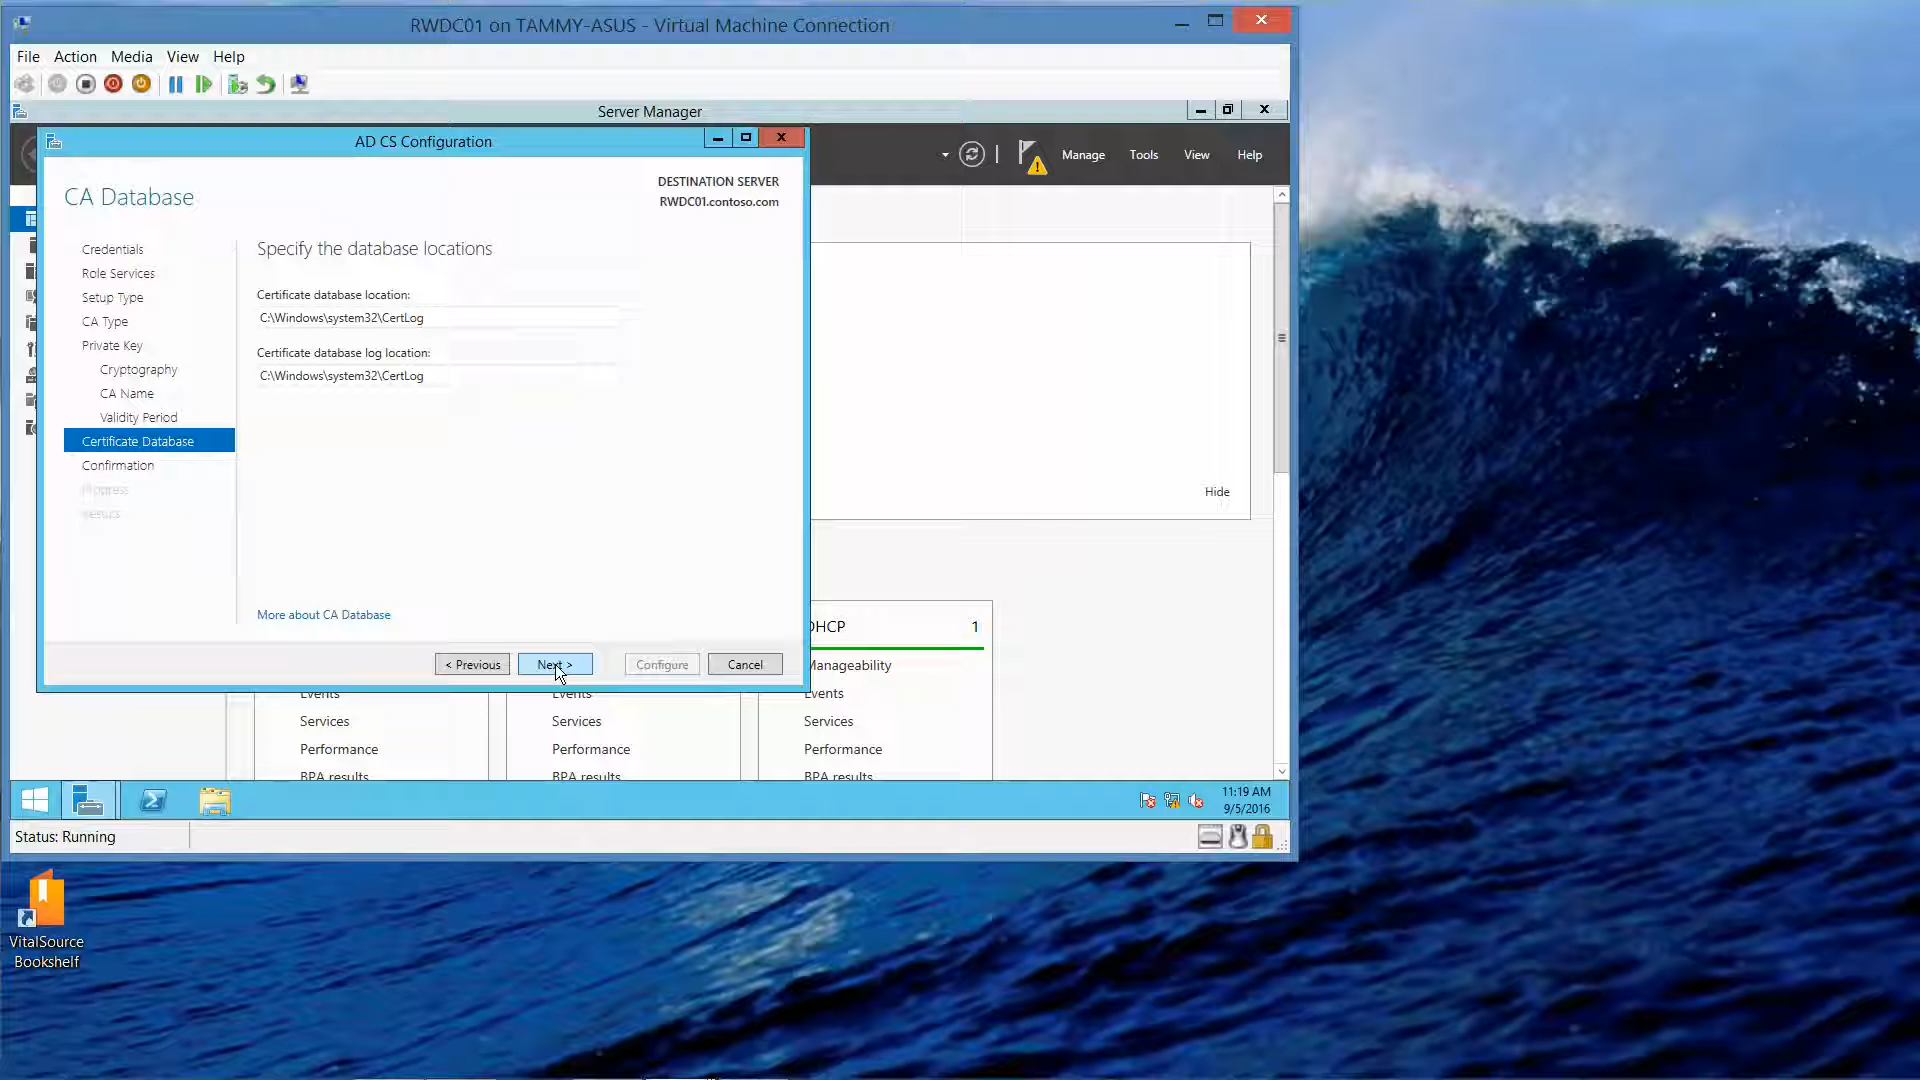 RWDC01 on TAMMY-ASUS - Virtual Machine Connection
File Action Media View Help
Server Manager
AD CS Configuration
Manage Tools View Help
CA Database
DESTINATION SERVER
RWDC01.contoso.com
Credentials
Role Services
Setup Type
CA Type
Private Key
Cryptography
CA Name
Validity Period
Certificate Database
Confirmation
Progress
Results
Specify the database locations
Certificate database location:
C:\Windows\system32\CertLog
Certificate database log location:
C:\Windows\system32\CertLog
More about CA Database
< Previous Next > Configure Cancel
Hide
DHCP 1
Manageability
Events Events Events
Services Services Services
Performance Performance Performance
BPA results BPA results BPA results
11:19 AM
9/5/2016
Status: Running
VitalSource
Bookshelf